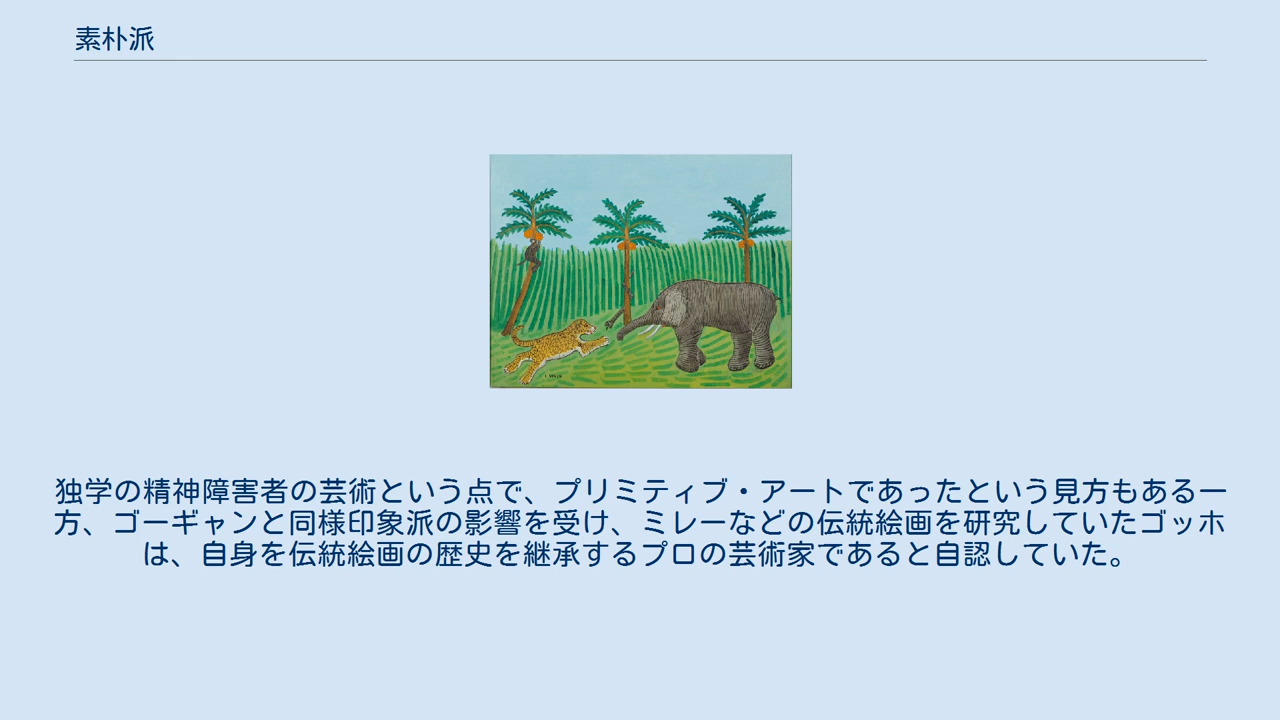 素朴派
独学の精神障害者の芸術という点で、プリミティブ・アートであったという見方もある一
方、ゴーギャンと同様印象派の影響を受け、ミレーなどの伝統絵画を研究していたゴッホ
は、自身を伝統絵画の歴史を継承するプロの芸術家であると自認していた。